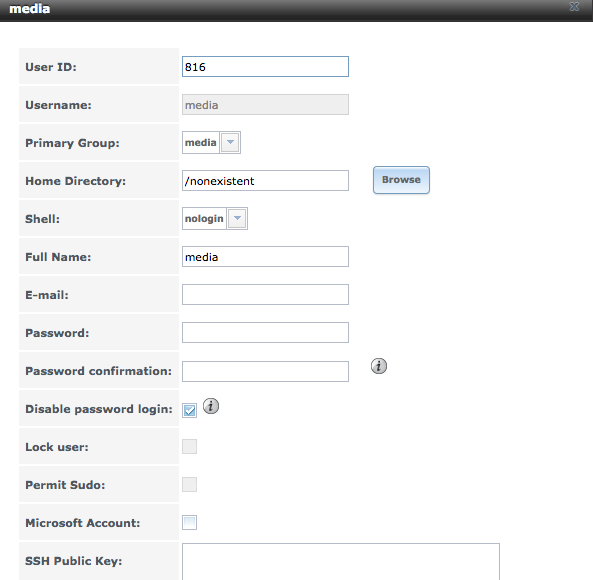 media
User ID: 816
Username: media
Primary Group: media
Home Directory: /nonexistent Browse
Shell: nologin
Full Name: media
E-mail:
Password:
Password confirmation: i
Disable password login: i
Lock user:
Permit Sudo:
Microsoft Account:
SSH Public Key: